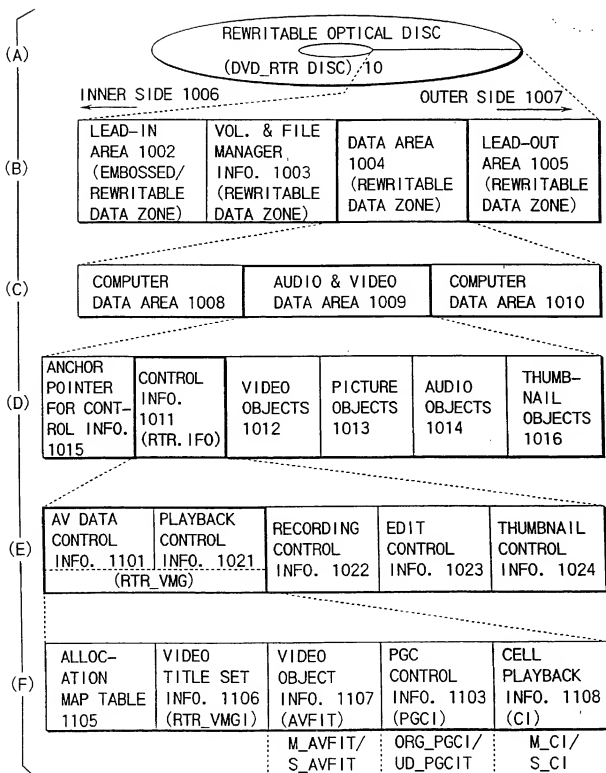 (A)
REWRITABLE OPTICAL DISC
(DVD_RTR DISC) 10
INNER SIDE 1006
OUTER SIDE 1007
(B)
LEAD-IN
AREA 1002
(EMBOSSED/
REWRITABLE
DATA ZONE)
VOL. & FILE
MANAGER
INFO. 1003
(REWRITABLE
DATA ZONE)
DATA AREA
1004
(REWRITABLE
DATA ZONE)
LEAD-OUT
AREA 1005
(REWRITABLE
DATA ZONE)
(C)
COMPUTER
DATA AREA 1008
AUDIO & VIDEO
DATA AREA 1009
COMPUTER
DATA AREA 1010
(D)
ANCHOR
POINTER
FOR CONT-
ROL INFO.
1015
CONTROL
INFO.
1011
(RTR.IFO)
VIDEO
OBJECTS
1012
PICTURE
OBJECTS
1013
AUDIO
OBJECTS
1014
THUMB-
NAIL
OBJECTS
1016
(E)
AV DATA
CONTROL
INFO. 1101
PLAYBACK
CONTROL
INFO. 1021
(RTR_VMG)
RECORDING
CONTROL
INFO. 1022
EDIT
CONTROL
INFO. 1023
THUMBNAIL
CONTROL
INFO. 1024
(F)
ALLOC-
ATION
MAP TABLE
1105
VIDEO
TITLE SET
INFO. 1106
(RTR_VMGI)
VIDEO
OBJECT
INFO. 1107
(AVFIT)
PGC
CONTROL
INFO. 1103
(PGCI)
CELL
PLAYBACK
INFO. 1108
(CI)
M_AVFIT/
S_AVFIT
ORG_PGCI/
UD_PGCIT
M_CI/
S_CI